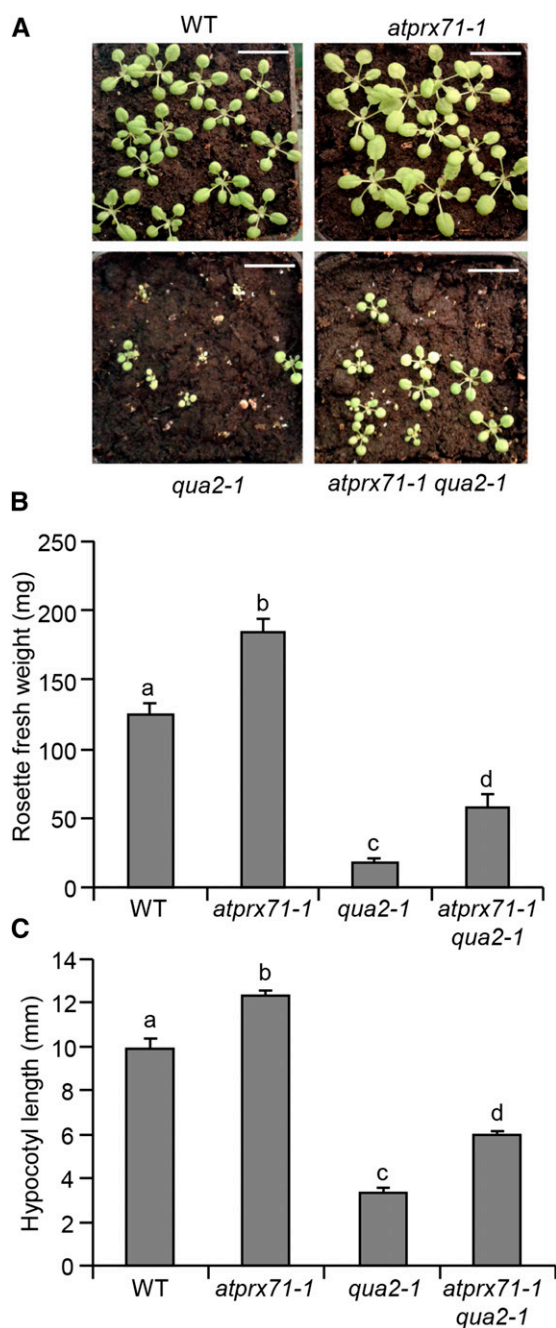 A
WT
atprx71-1
qua2-1
atprx71-1 qua2-1
B
Rosette fresh weight (mg)
250
200
150
100
50
0
a
b
c
d
WT
atprx71-1
qua2-1
atprx71-1
qua2-1
C
Hypocotyl length (mm)
14
12
10
8
6
4
2
0
a
b
c
d
WT
atprx71-1
qua2-1
atprx71-1
qua2-1